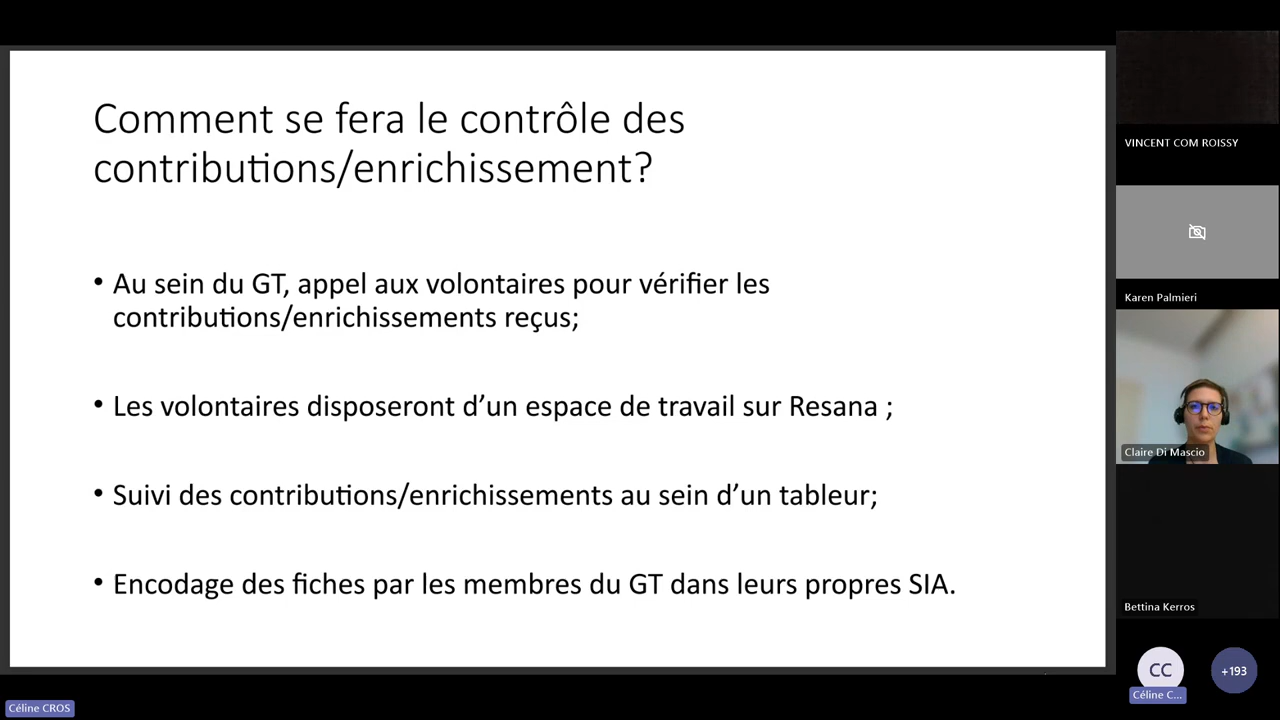 Comment se fera le contrôle des
contributions/enrichissement?
• Au sein du GT, appel aux volontaires pour vérifier les
contributions/enrichissements reçus;
• Les volontaires disposeront d’un espace de travail sur Resana ;
• Suivi des contributions/enrichissements au sein d’un tableur;
• Encodage des fiches par les membres du GT dans leurs propres SIA.
VINCENT COM ROISSY
Karen Palmieri
Claire Di Mascio
Bettina Kerros
CC
+193
Céline C...
Céline CROS